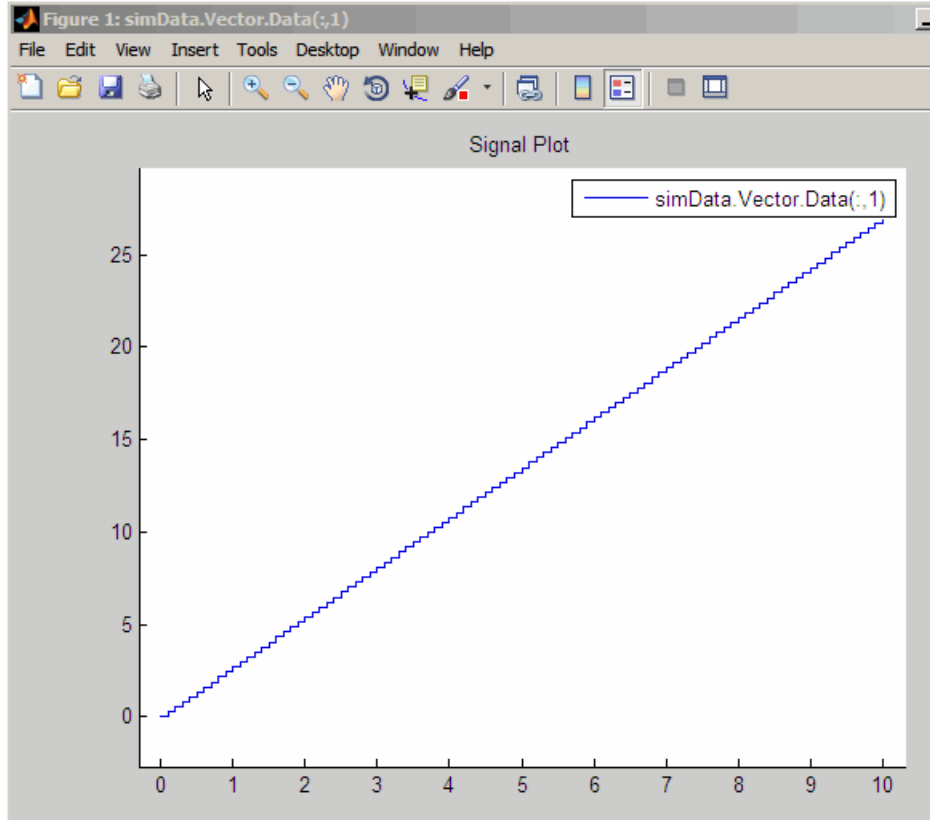 Figure 1: simData.Vector.Data(:,1)
File Edit View Insert Tools Desktop Window Help
Signal Plot
simData.Vector.Data(:,1)
25
20
15
10
5
0
0 1 2 3 4 5 6 7 8 9 10